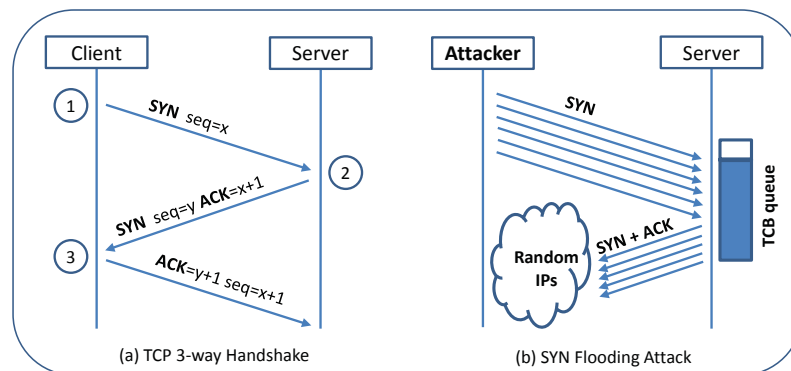 Client
Server
1
SYN seq=x
2
SYN seq=y ACK=x+1
3
ACK=y+1 seq=x+1
(a) TCP 3-way Handshake
Attacker
Server
SYN
TCB queue
SYN + ACK
Random
IPs
(b) SYN Flooding Attack